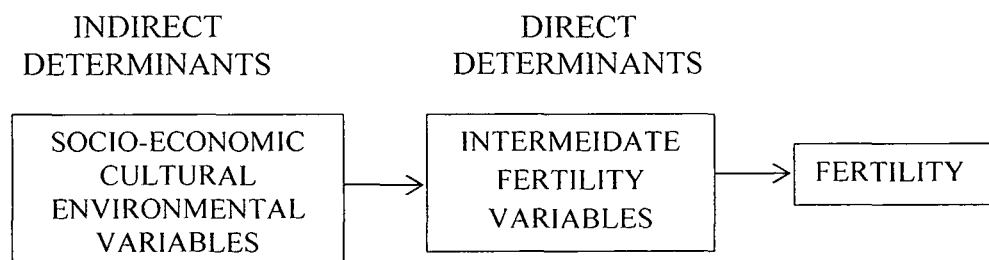 INDIRECT
DETERMINANTS
DIRECT
DETERMINANTS
SOCIO-ECONOMIC
CULTURAL
ENVIRONMENTAL
VARIABLES
INTERMEIDATE
FERTILITY
VARIABLES
FERTILITY